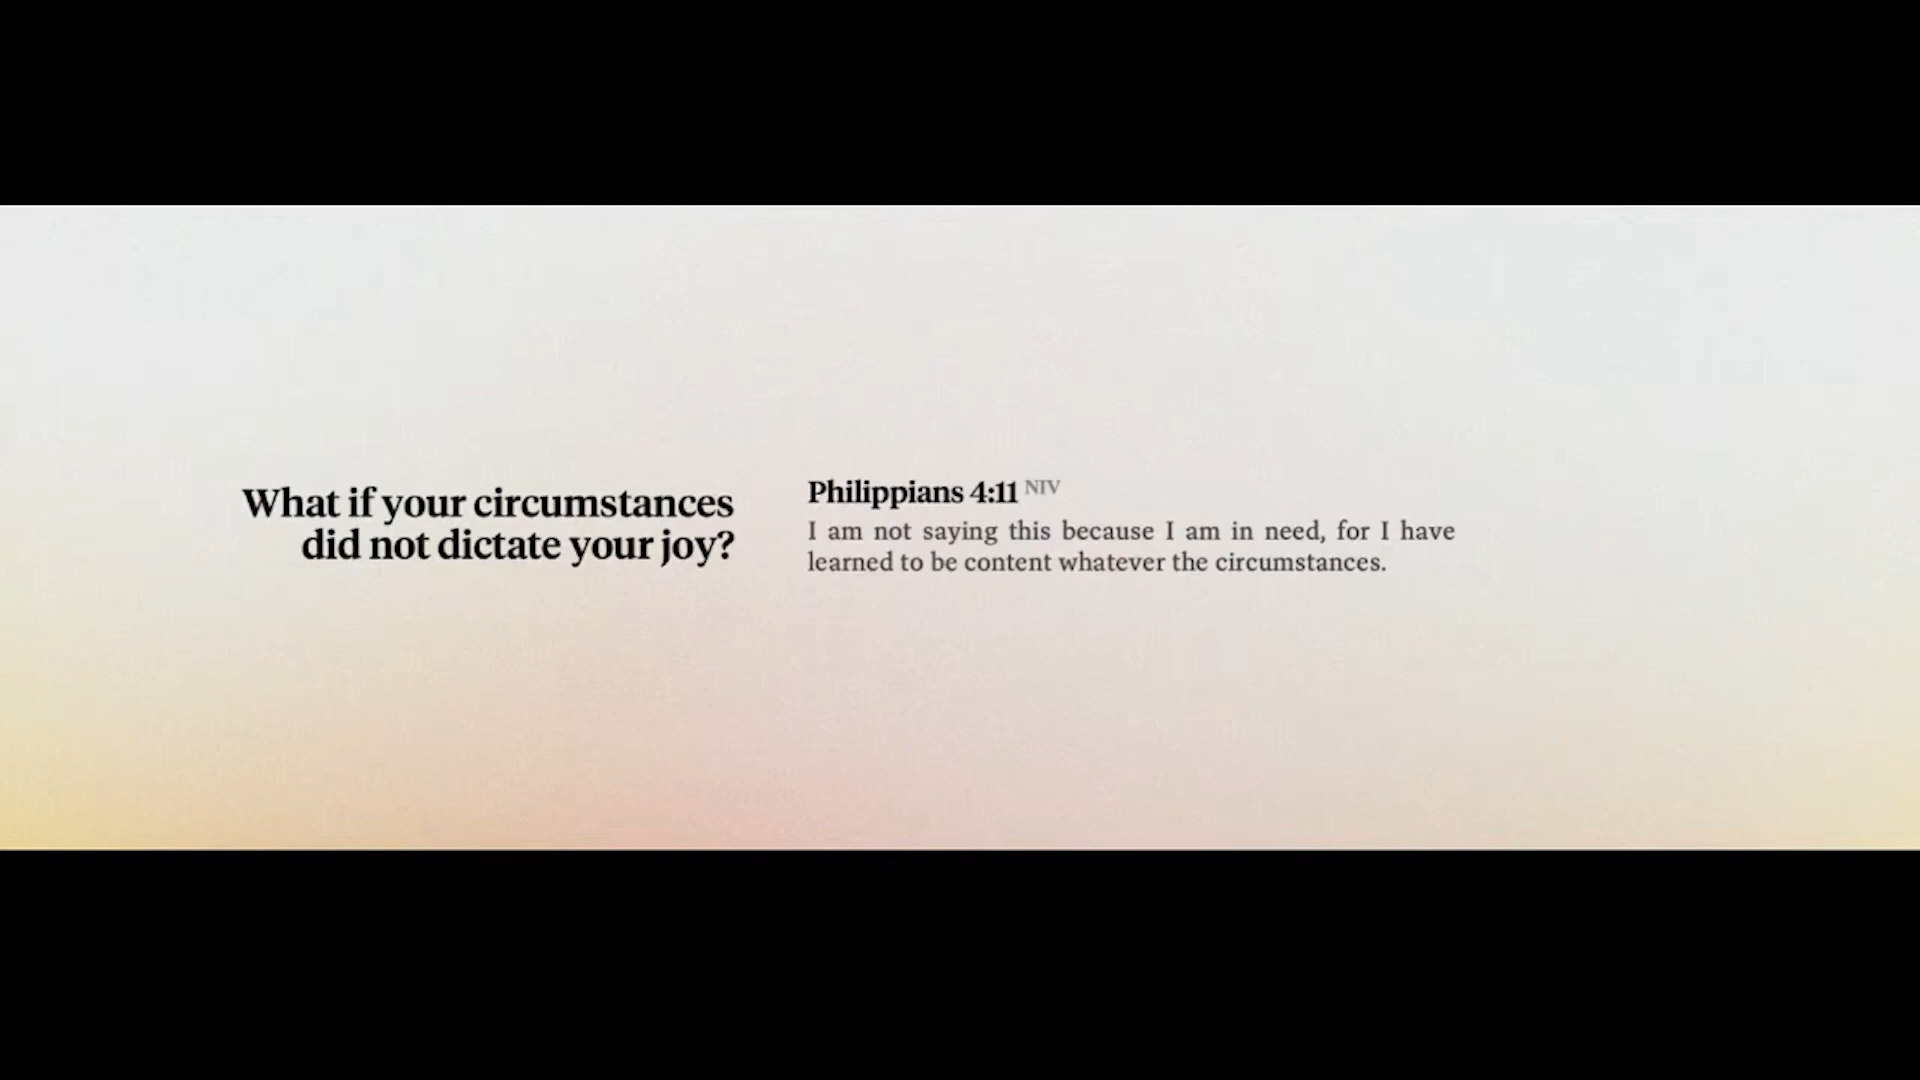 What if your circumstances
did not dictate your joy?
Philippians 4:11 NIV
I am not saying this because I am in need, for I have
learned to be content whatever the circumstances.